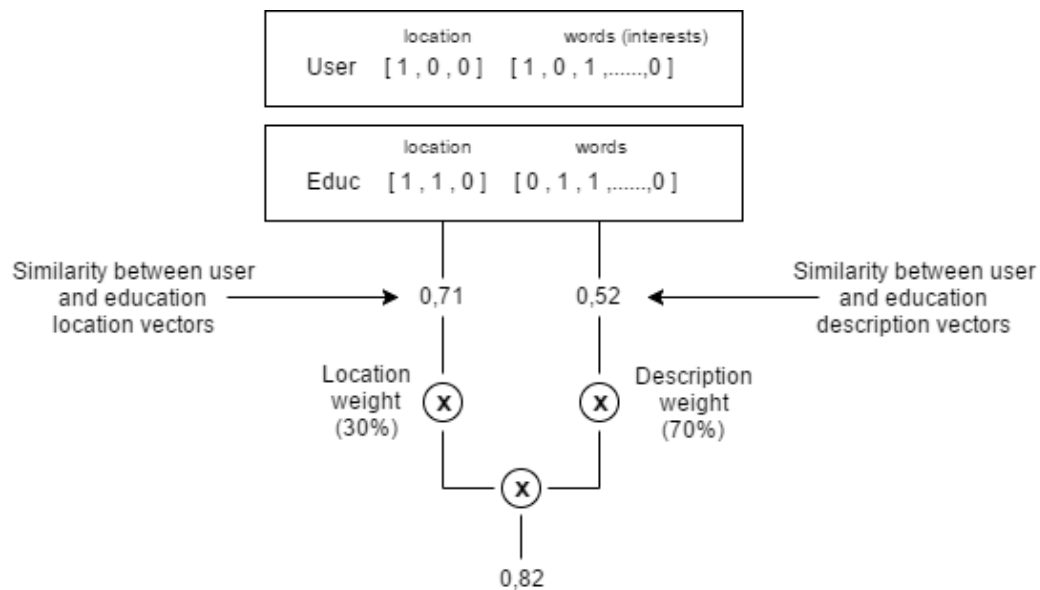 location words (interests)
User [ 1 , 0 , 0 ] [ 1 , 0 , 1 ,......,0 ]
location words
Educ [ 1 , 1 , 0 ] [ 0 , 1 , 1 ,......,0 ]
Similarity between user
and education
location vectors
0,71
0,52
Similarity between user
and education
description vectors
Location
weight
(30%)
X
X
Description
weight
(70%)
X
0,82